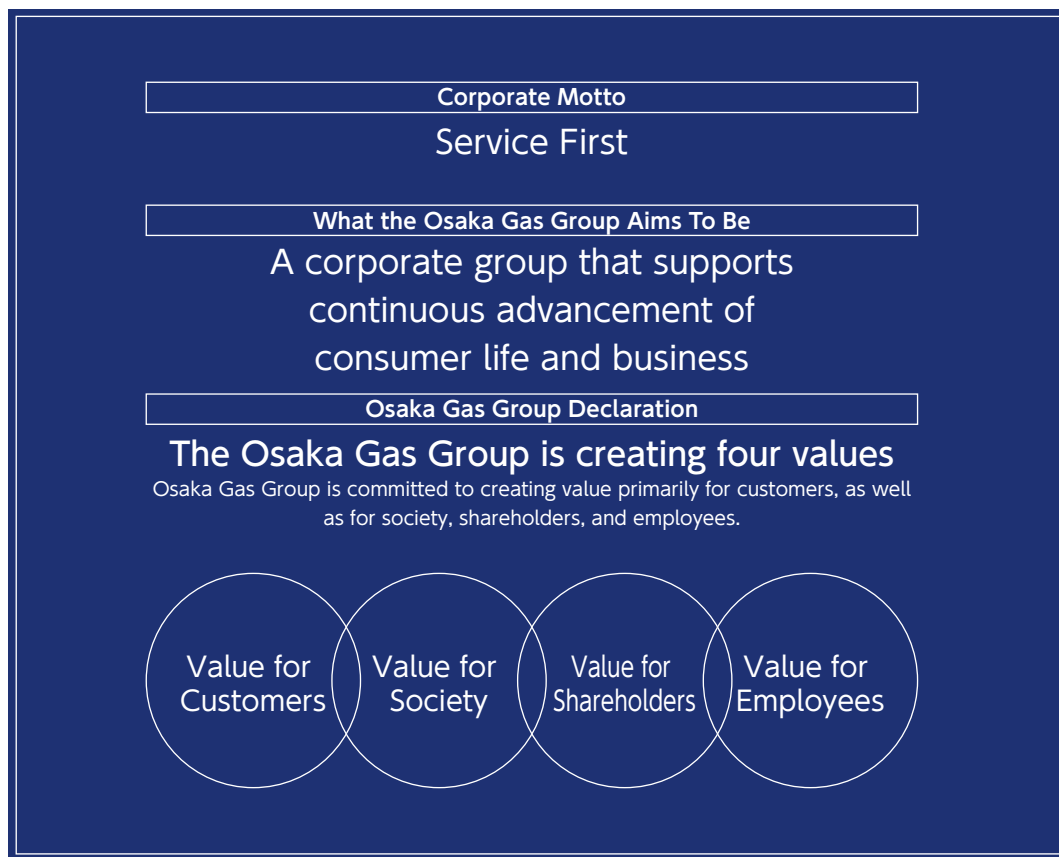 Corporate Motto
Service First
What the Osaka Gas Group Aims To Be
A corporate group that supports
continuous advancement of
consumer life and business
Osaka Gas Group Declaration
The Osaka Gas Group is creating four values
Osaka Gas Group is committed to creating value primarily for customers, as well
as for society, shareholders, and employees.
Value for
Customers
Value for
Society
Value for
Shareholders
Value for
Employees